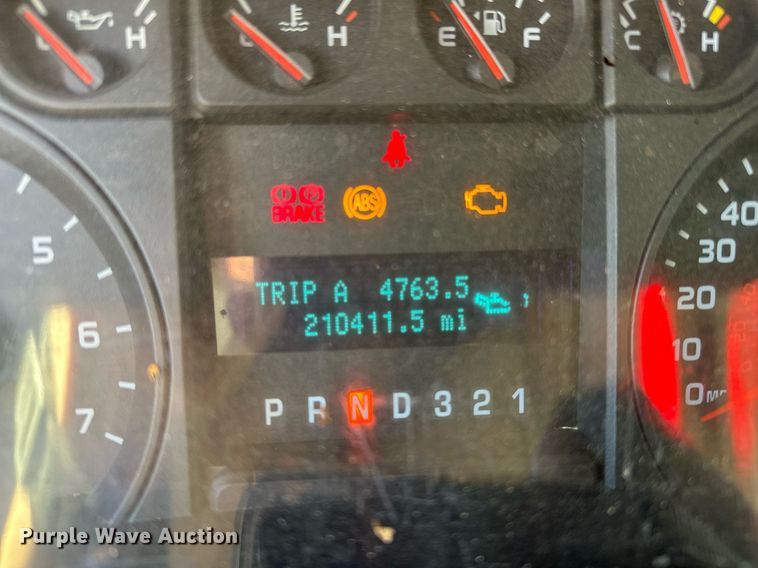 C H
C H
E F
C H
BRAKE
ABS
TRIP A 4763.5
210411.5 mi
P R N D 3 2 1
5
6
7
40
30
20
10
0
Purple Wave Auction